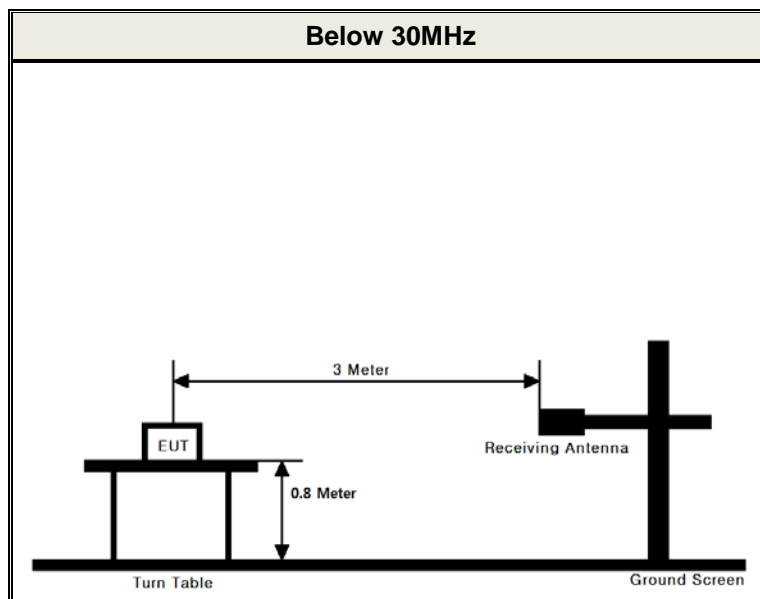 Below 30MHz
3 Meter
EUT
Receiving Antenna
0.8 Meter
Turn Table
Ground Screen